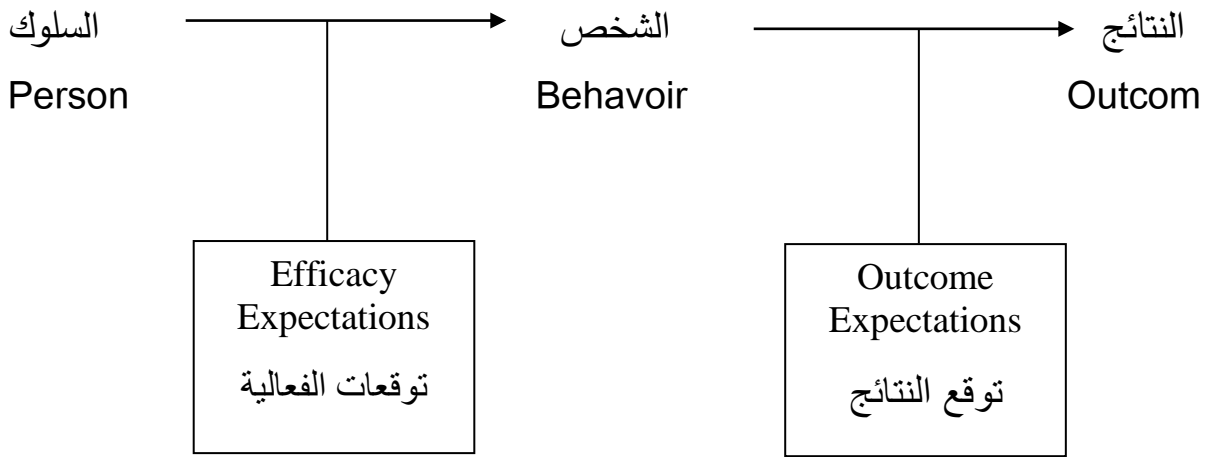 السلوك
الشخص
النتائج
Person
Behavoir
Outcom
Efficacy
Expectations
توقعات الفعالية
Outcome
Expectations
توقع النتائج